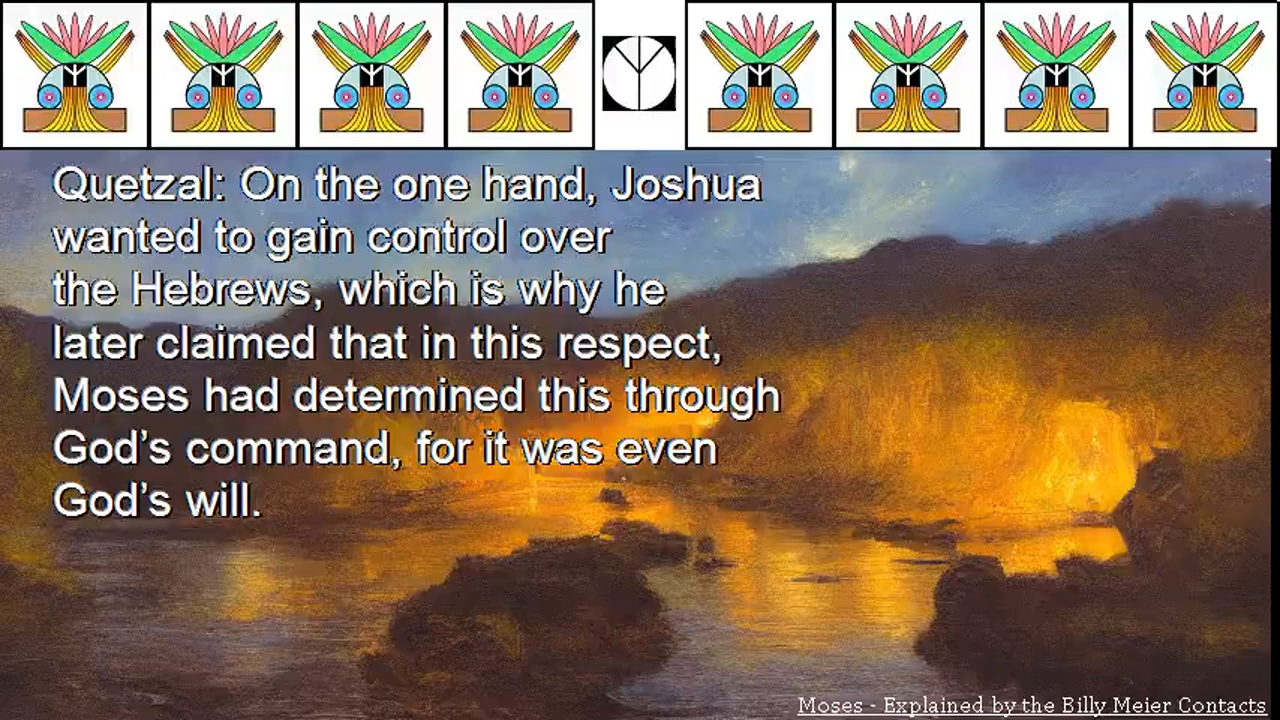 Quetzal: On the one hand, Joshua
wanted to gain control over
the Hebrews, which is why he
later claimed that in this respect,
Moses had determined this through
God’s command, for it was even
God’s will.
Moses - Explained by the Billy Meier Contacts